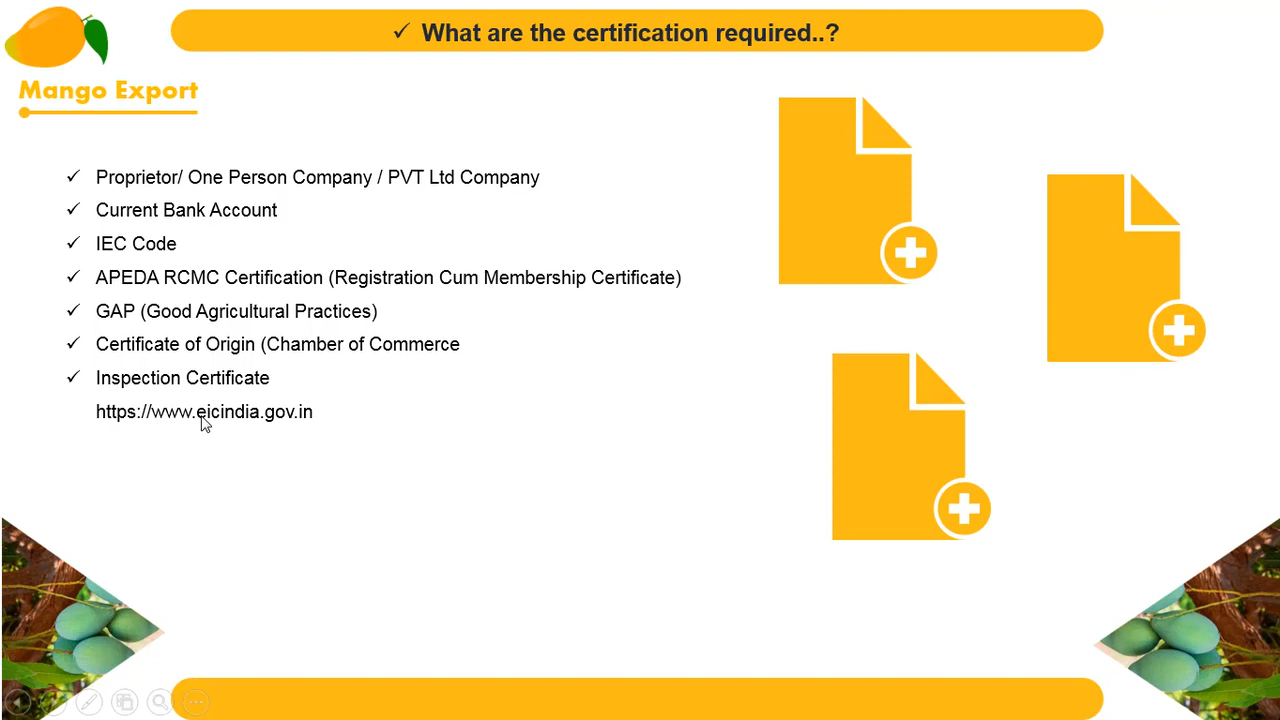 ✓ What are the certification required..?
Mango Export
✓ Proprietor/ One Person Company / PVT Ltd Company
✓ Current Bank Account
✓ IEC Code
✓ APEDA RCMC Certification (Registration Cum Membership Certificate)
✓ GAP (Good Agricultural Practices)
✓ Certificate of Origin (Chamber of Commerce
✓ Inspection Certificate
https://www.eicindia.gov.in